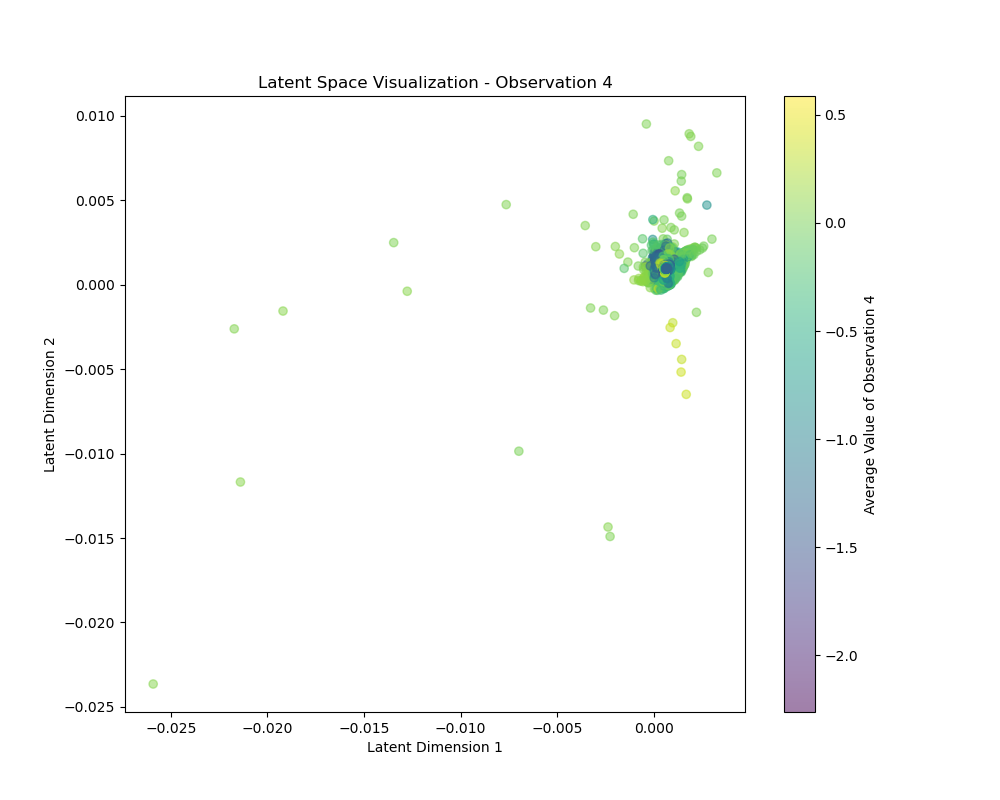 Latent Space Visualization - Observation 4
0.010
0.005
0.000
−0.005
−0.010
−0.015
−0.020
−0.025
Latent Dimension 2
−0.025 −0.020 −0.015 −0.010 −0.005 0.000
Latent Dimension 1
0.5
0.0
−0.5
−1.0
−1.5
−2.0
Average Value of Observation 4